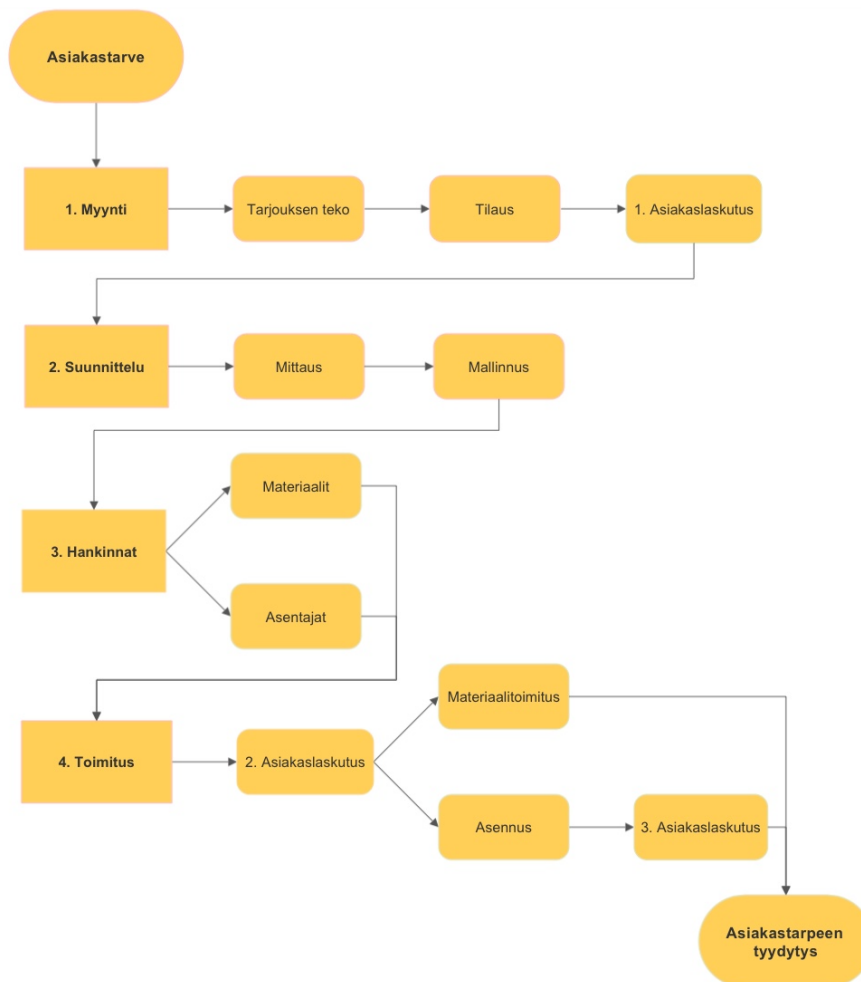 Asiakastarve
1. Myynti
Tarjouksen teko
Tilaus
1. Asiakaslaskutus
2. Suunnittelu
Mittaus
Mallinnus
Materiaalit
3. Hankinnat
Asentajat
Materiaalitoimitus
4. Toimitus
2. Asiakaslaskutus
Asennus
3. Asiakaslaskutus
Asiakastarpeen
tyydytys